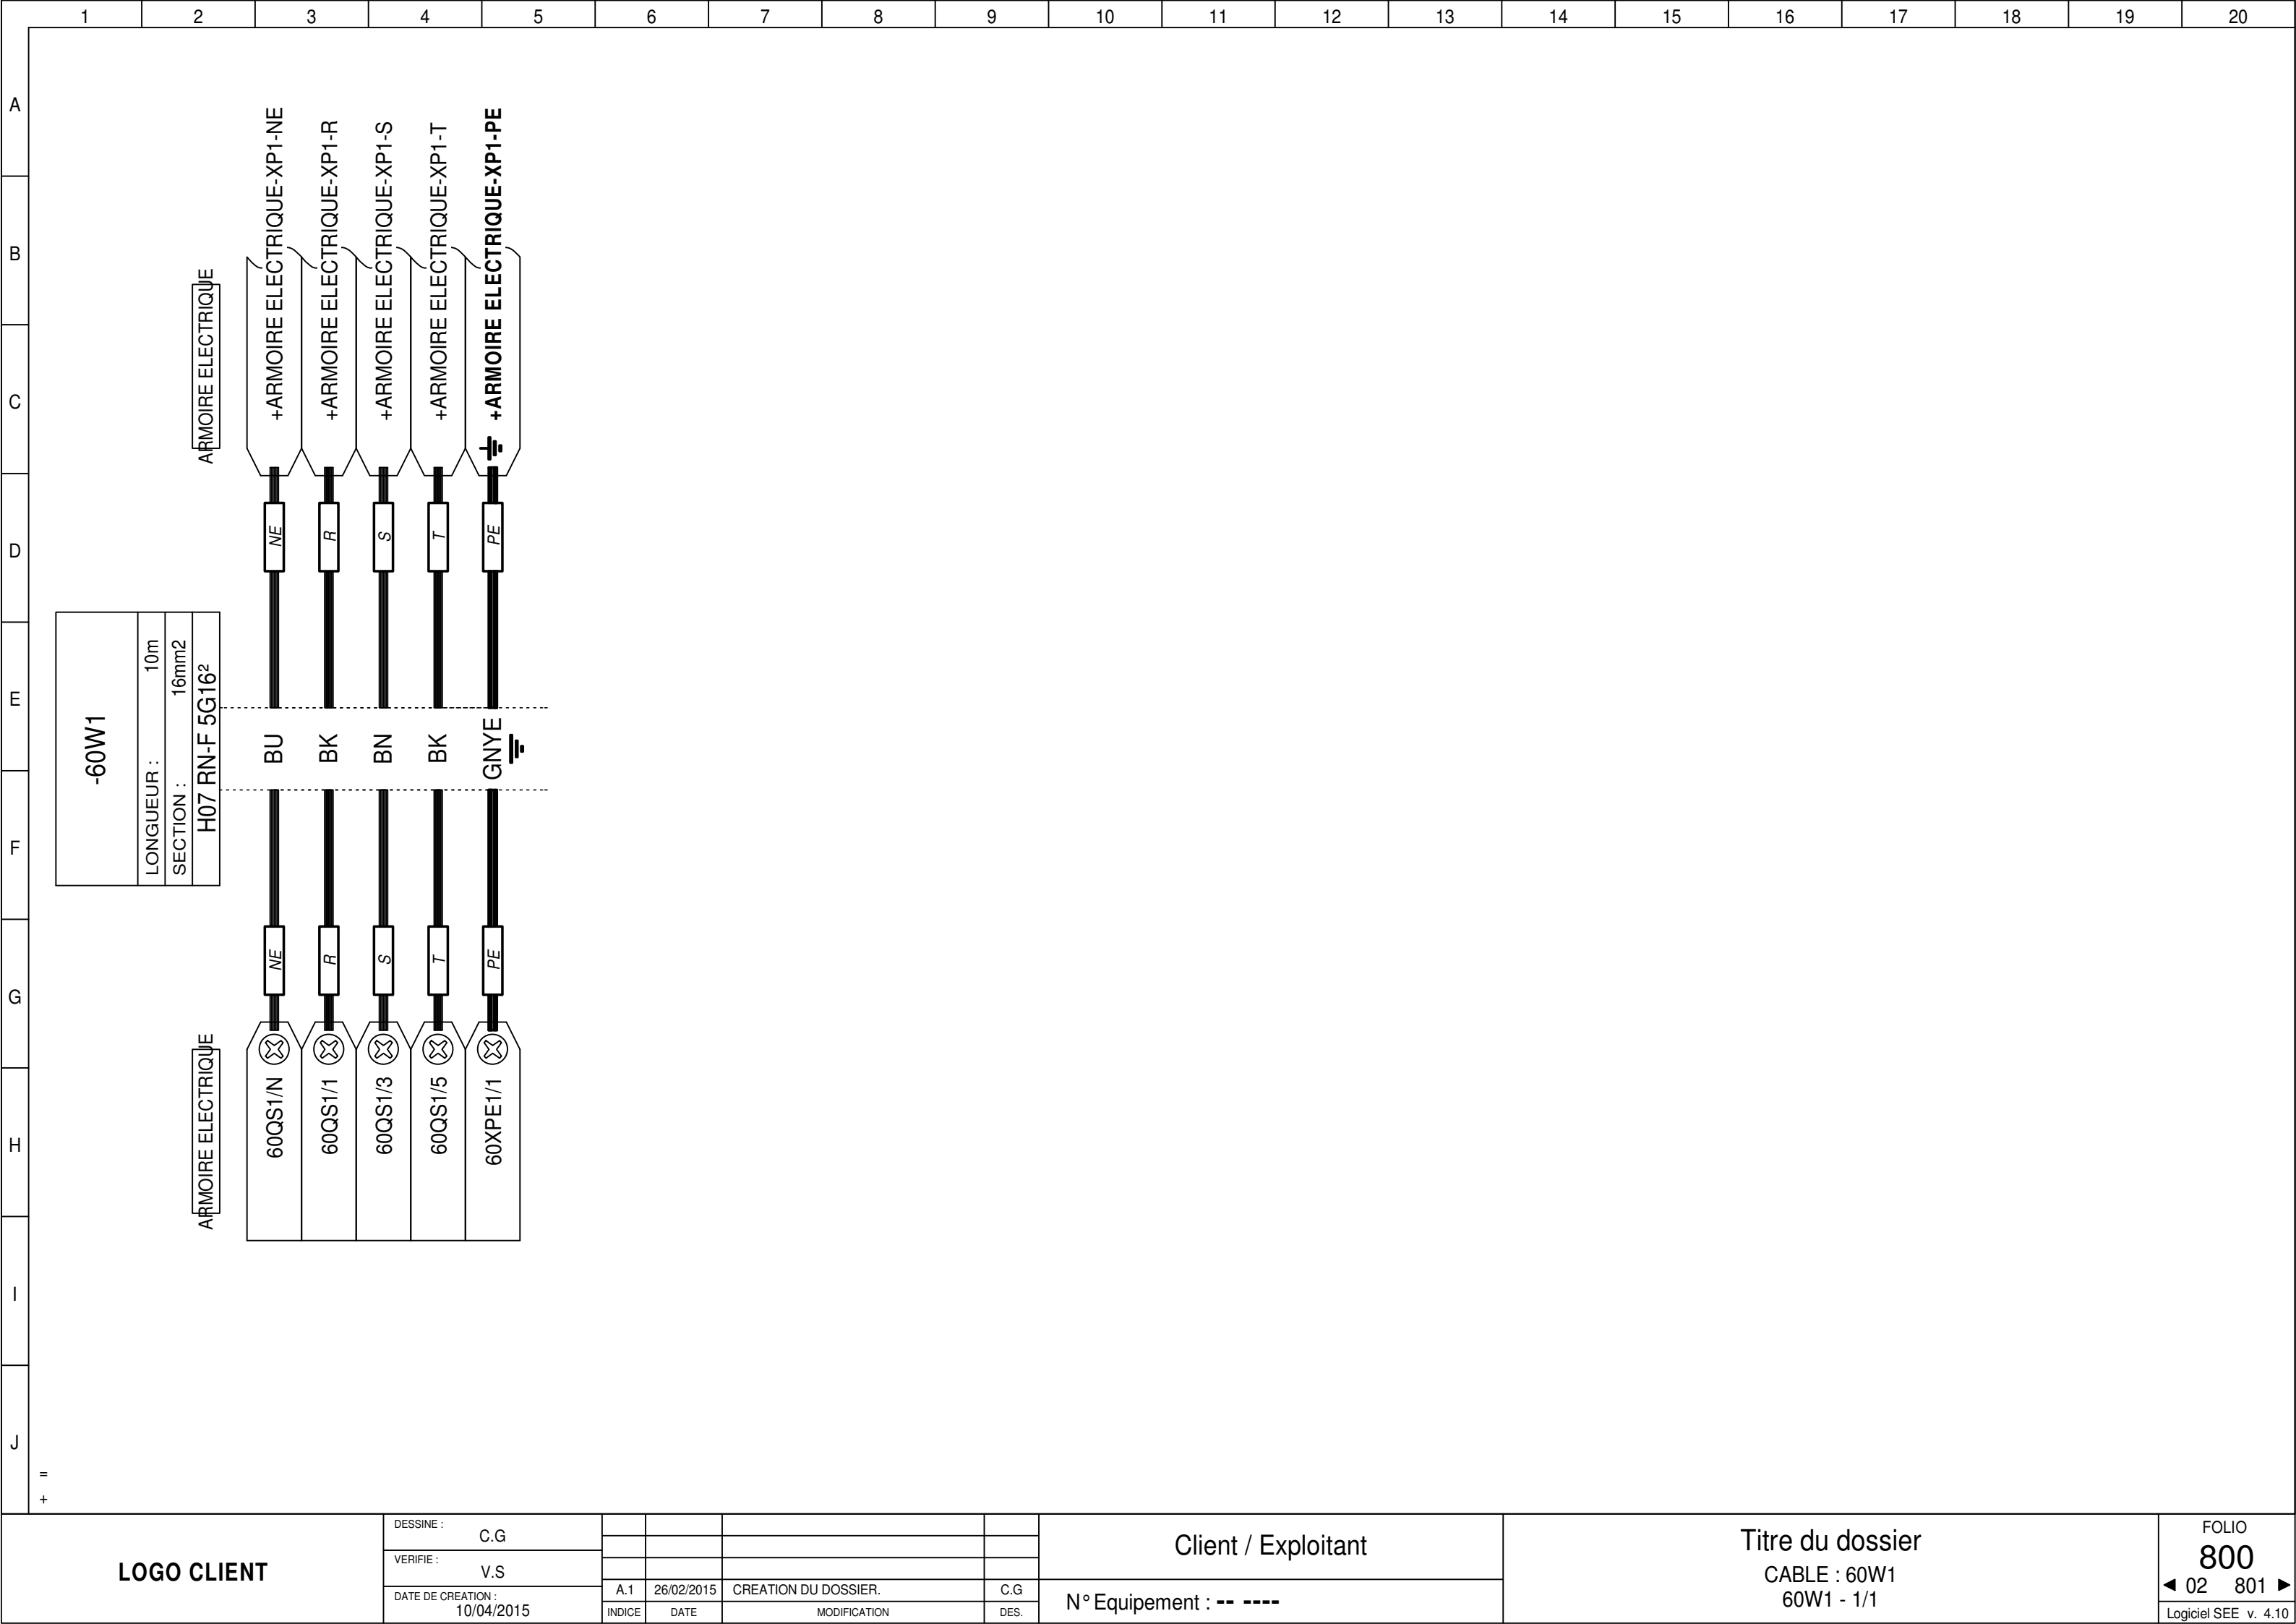 1 2 3 4 5 6 7 8 9 10 11 12 13 14 15 16 17 18 19 20
A
B
C
D
E
F
G
H
I
J
ARMOIRE ELECTRIQUE
+ARMOIRE ELECTRIQUE-XP1-NE
+ARMOIRE ELECTRIQUE-XP1-R
+ARMOIRE ELECTRIQUE-XP1-S
+ARMOIRE ELECTRIQUE-XP1-T
+ARMOIRE ELECTRIQUE-XP1-PE
NE R S T PE
-60W1
LONGUEUR : 10m
SECTION : 16mm2
H07 RN-F 5G16²
BU BK BN BK GNYE
NE R S T PE
ARMOIRE ELECTRIQUE
60QS1/N
60QS1/1
60QS1/3
60QS1/5
60XPE1/1
=
+
LOGO CLIENT
DESSINE :
C.G
VERIFIE :
V.S
DATE DE CREATION :
10/04/2015
A.1 26/02/2015 CREATION DU DOSSIER. C.G
INDICE DATE MODIFICATION DES.
Client / Exploitant
N° Equipement : -- ----
Titre du dossier
CABLE : 60W1
60W1 - 1/1
FOLIO
800
◄ 02 801 ►
Logiciel SEE v. 4.10